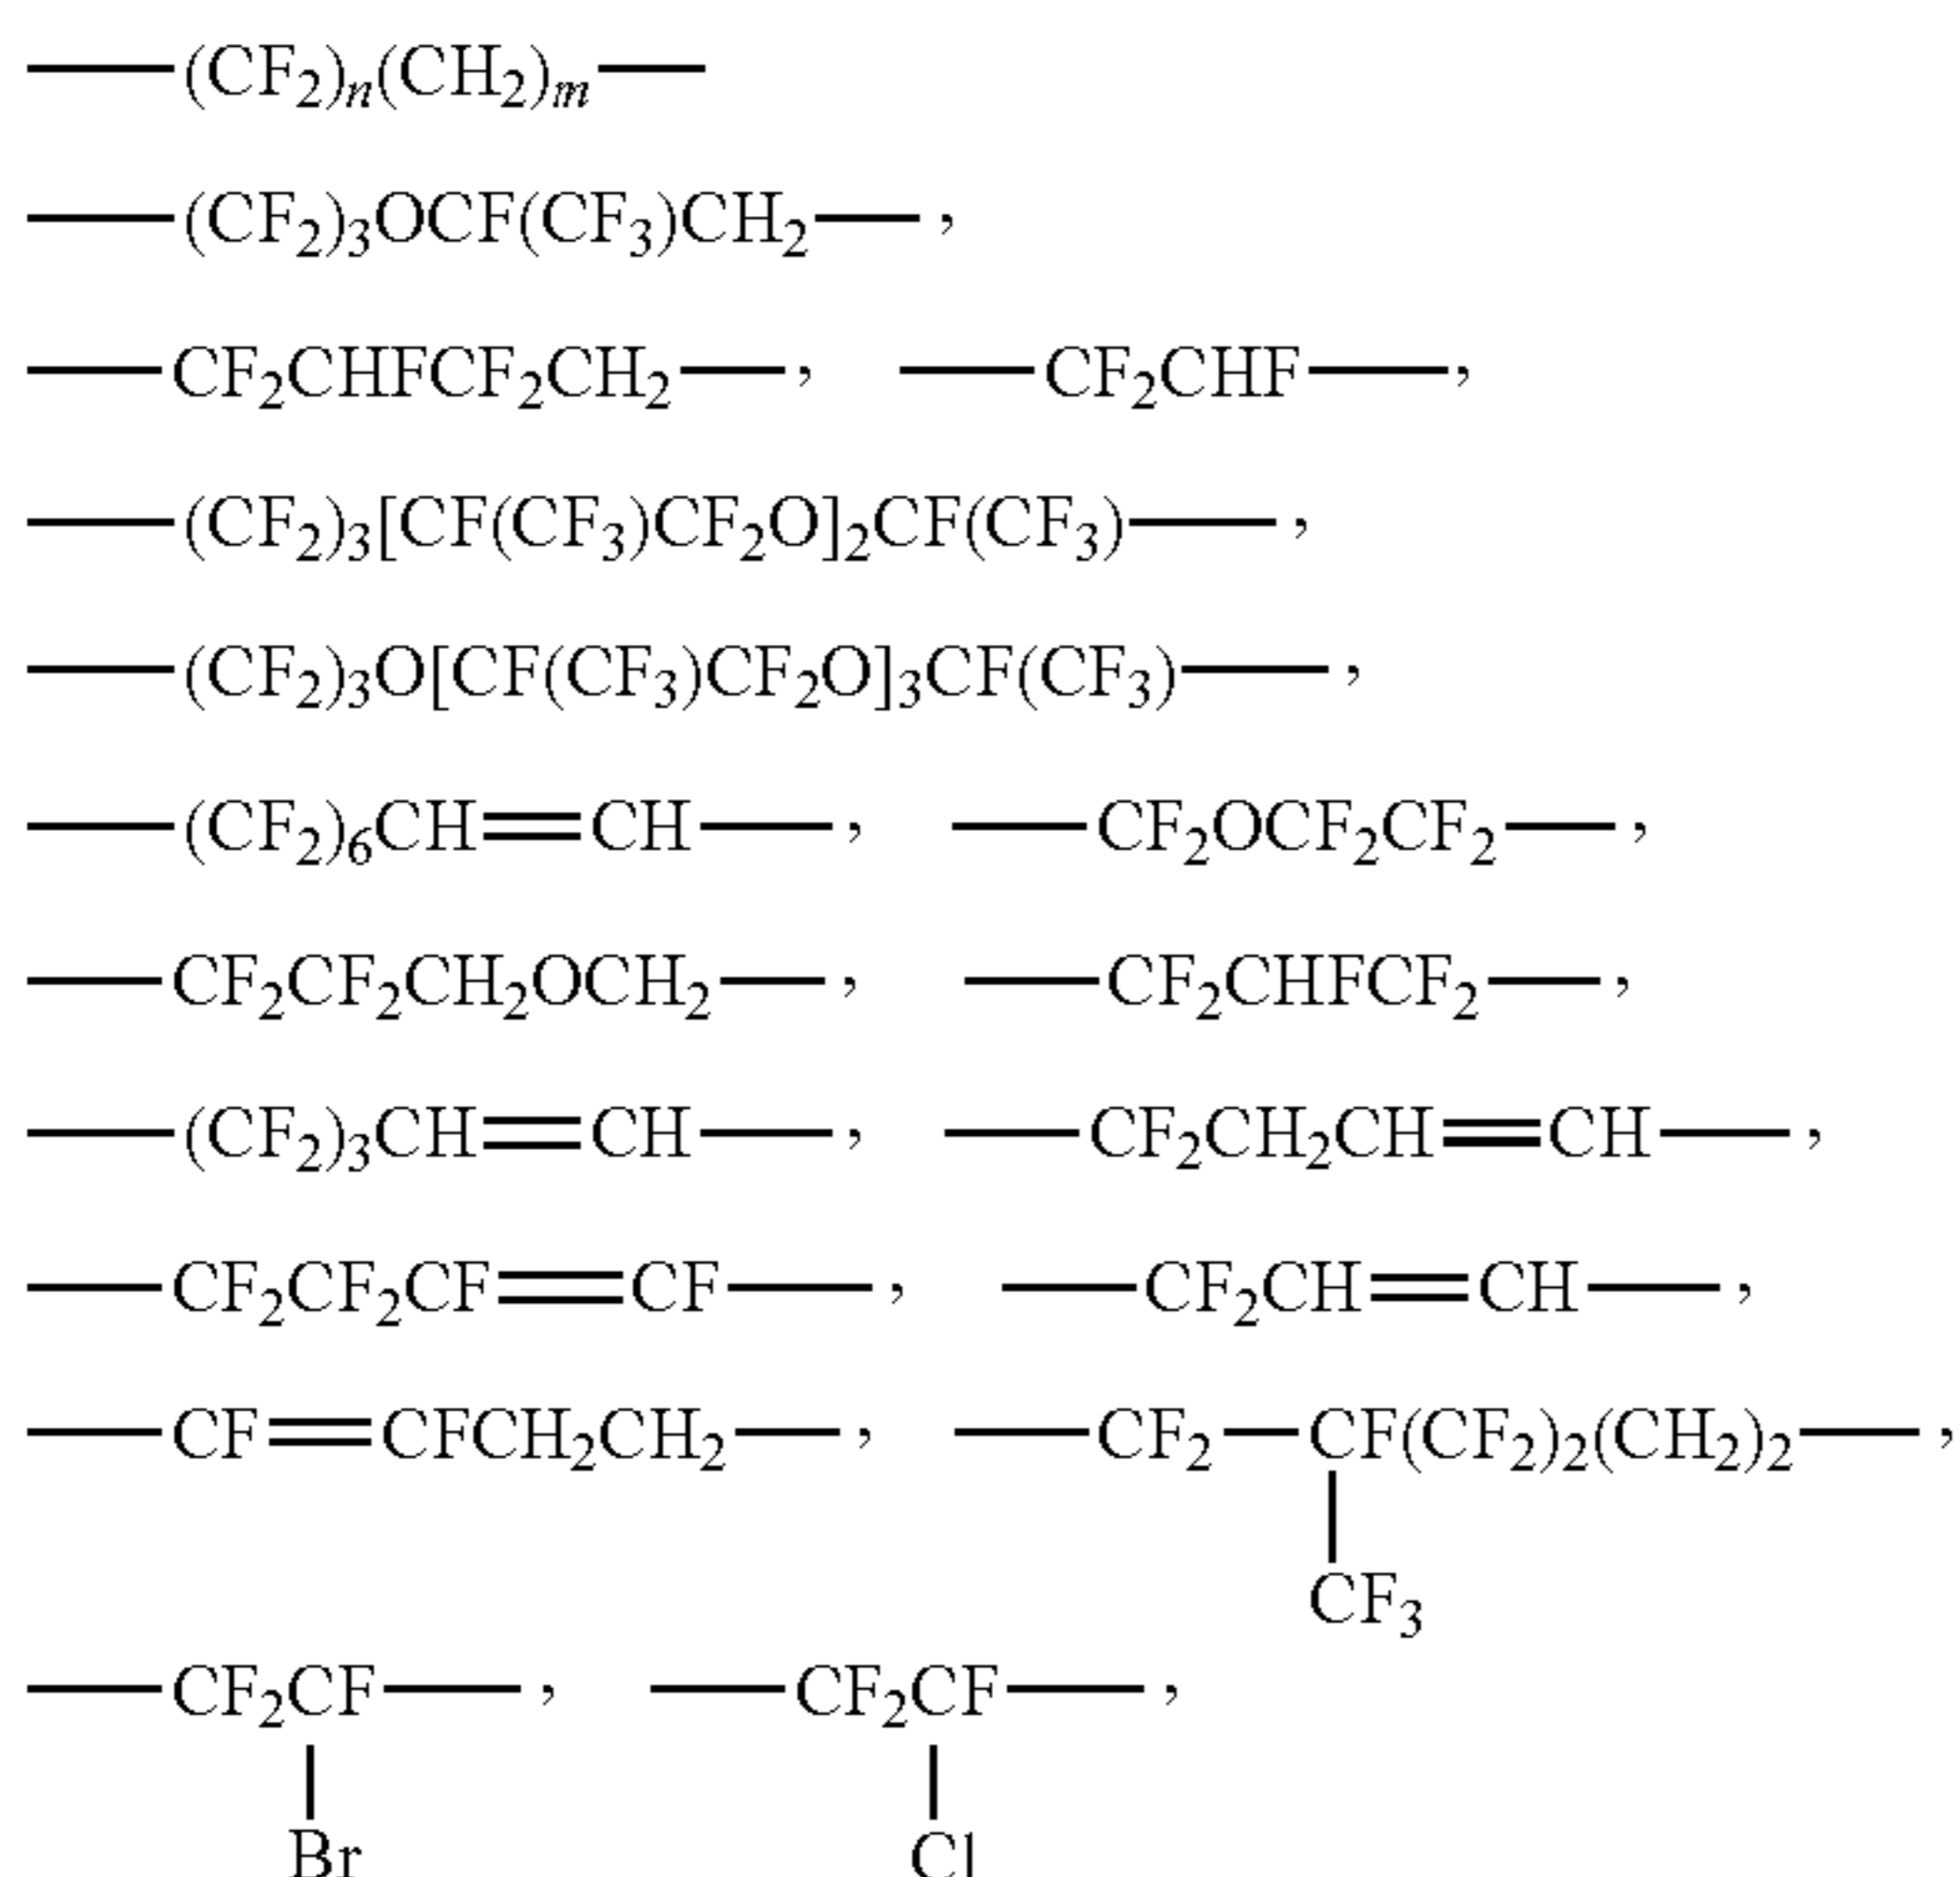 —(CF₂)ₙ(CH₂)ₘ—
—(CF₂)₃OCF(CF₃)CH₂—,
—CF₂CHFCF₂CH₂—, —CF₂CHF—,
—(CF₂)₃[CF(CF₃)CF₂O]₂CF(CF₃)—,
—(CF₂)₃O[CF(CF₃)CF₂O]₃CF(CF₃)—,
—(CF₂)₆CH=CH—, —CF₂OCF₂CF₂—,
—CF₂CF₂CH₂OCH₂—, —CF₂CHFCF₂—,
—(CF₂)₃CH=CH—, —CF₂CH₂CH=CH—,
—CF₂CF₂CF=CF—, —CF₂CH=CH—,
—CF=CFCH₂CH₂—, —CF₂—CF(CF₂)₂(CH₂)₂—,
CF₃
—CF₂CF—, —CF₂CF—,
Br Cl